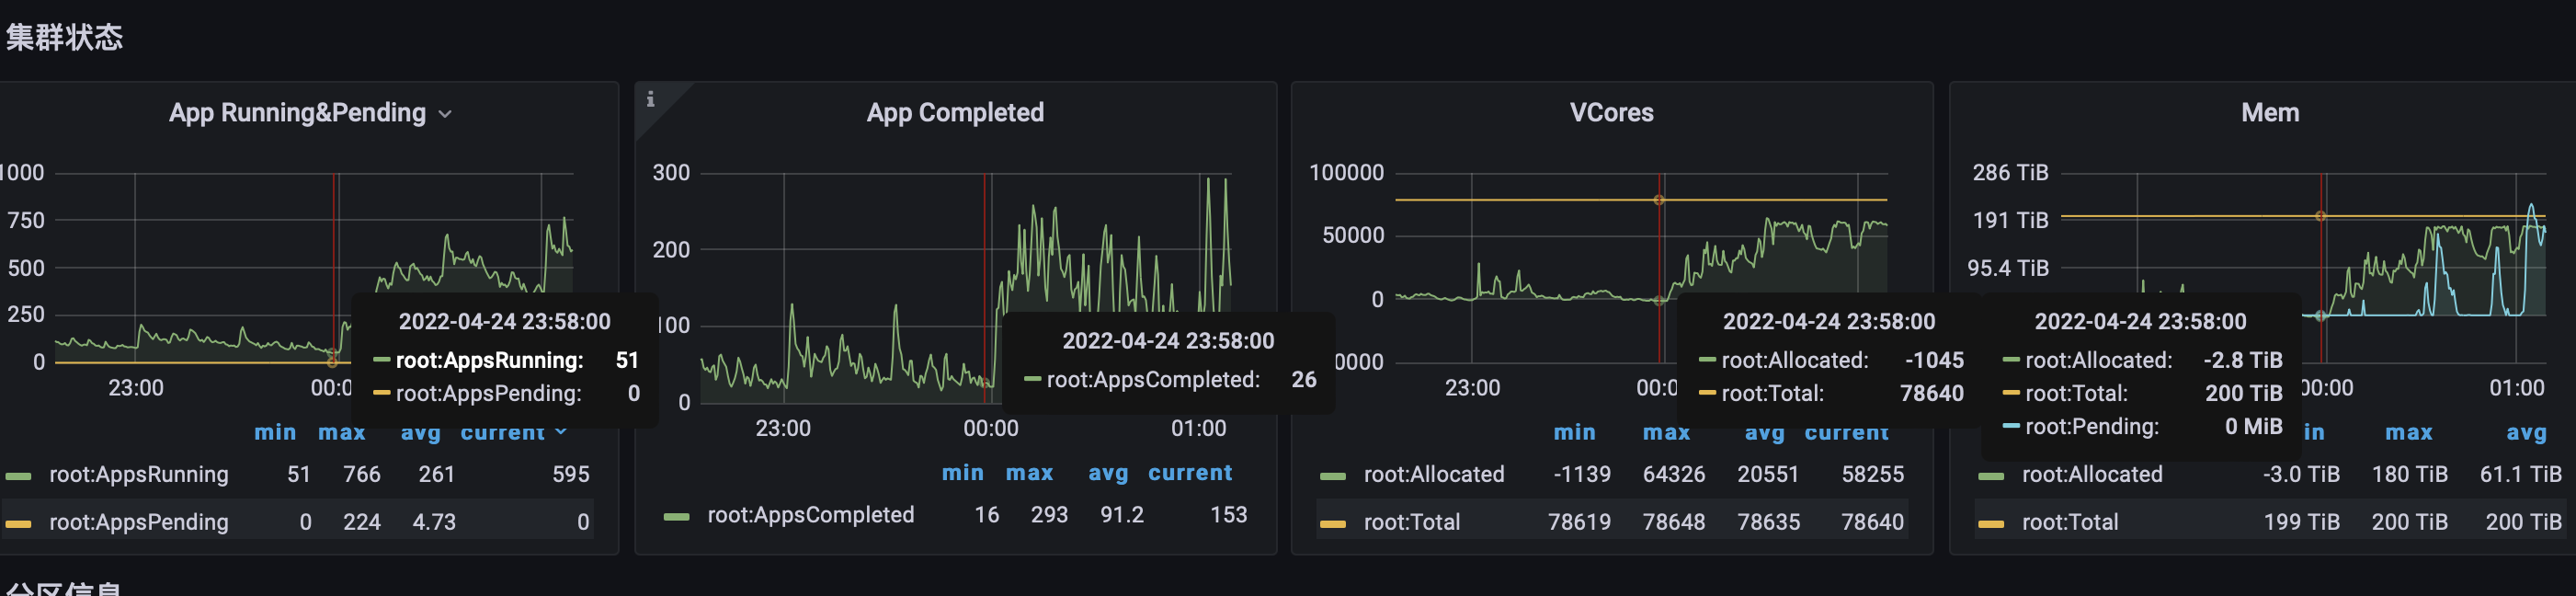 集群状态
App Running&Pending
1000
750
500
250
0
23:00
00:0
2022-04-24 23:58:00
root:AppsRunning: 51
root:AppsPending: 0
min max avg current
root:AppsRunning 51 766 261 595
root:AppsPending 0 224 4.73 0
i
App Completed
300
200
100
0
23:00
00:00
01:00
2022-04-24 23:58:00
root:AppsCompleted: 26
min max avg current
root:AppsCompleted 16 293 91.2 153
VCores
100000
50000
0
0000
23:00
00:0
2022-04-24 23:58:00
root:Allocated: -1045
root:Total: 78640
min max avg current
root:Allocated -1139 64326 20551 58255
root:Total 78619 78648 78635 78640
Mem
286 TiB
191 TiB
95.4 TiB
00:00
01:00
2022-04-24 23:58:00
root:Allocated: -2.8 TiB
root:Total: 200 TiB
root:Pending: 0 MiB
in max avg
root:Allocated -3.0 TiB 180 TiB 61.1 TiB
root:Total 199 TiB 200 TiB 200 TiB
分区信息